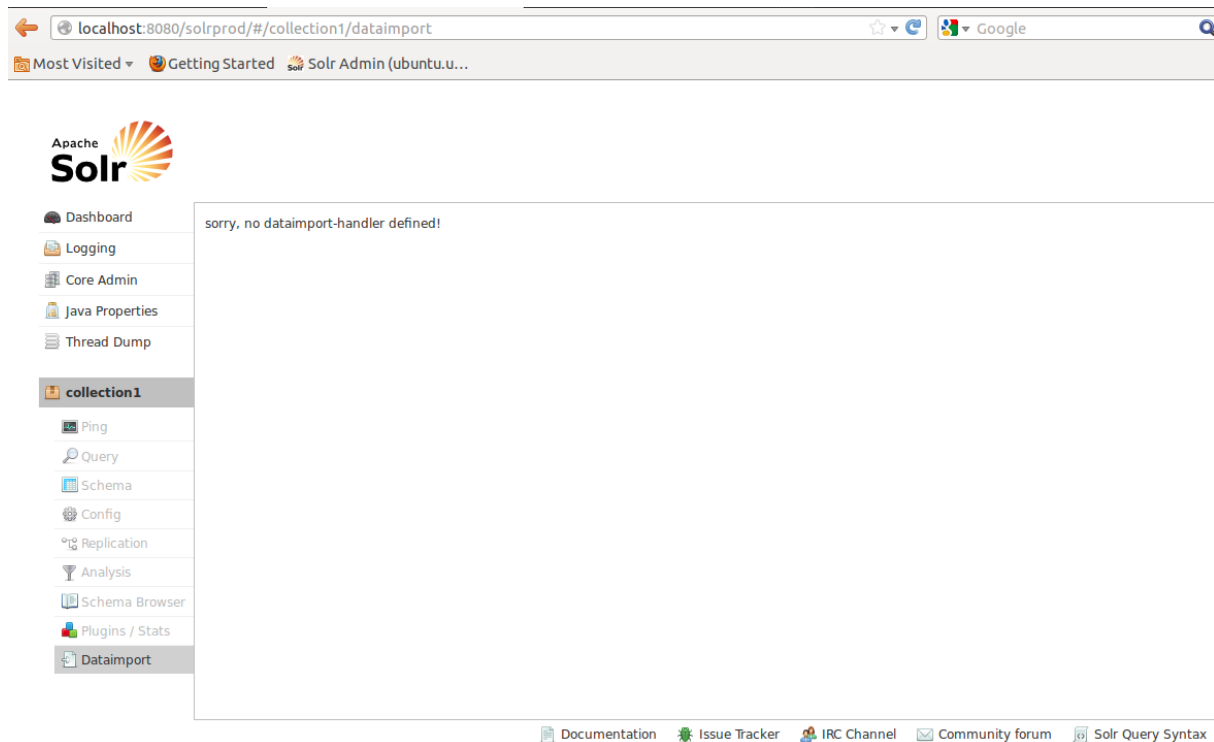 localhost:8080/solrprod/#/collection1/dataimport
Google
Most Visited
Getting Started
Solr Admin (ubuntu.u...
Apache
Solr
Dashboard
Logging
Core Admin
Java Properties
Thread Dump
collection1
Ping
Query
Schema
Config
Replication
Analysis
Schema Browser
Plugins / Stats
Dataimport
sorry, no dataimport-handler defined!
Documentation
Issue Tracker
IRC Channel
Community forum
Solr Query Syntax